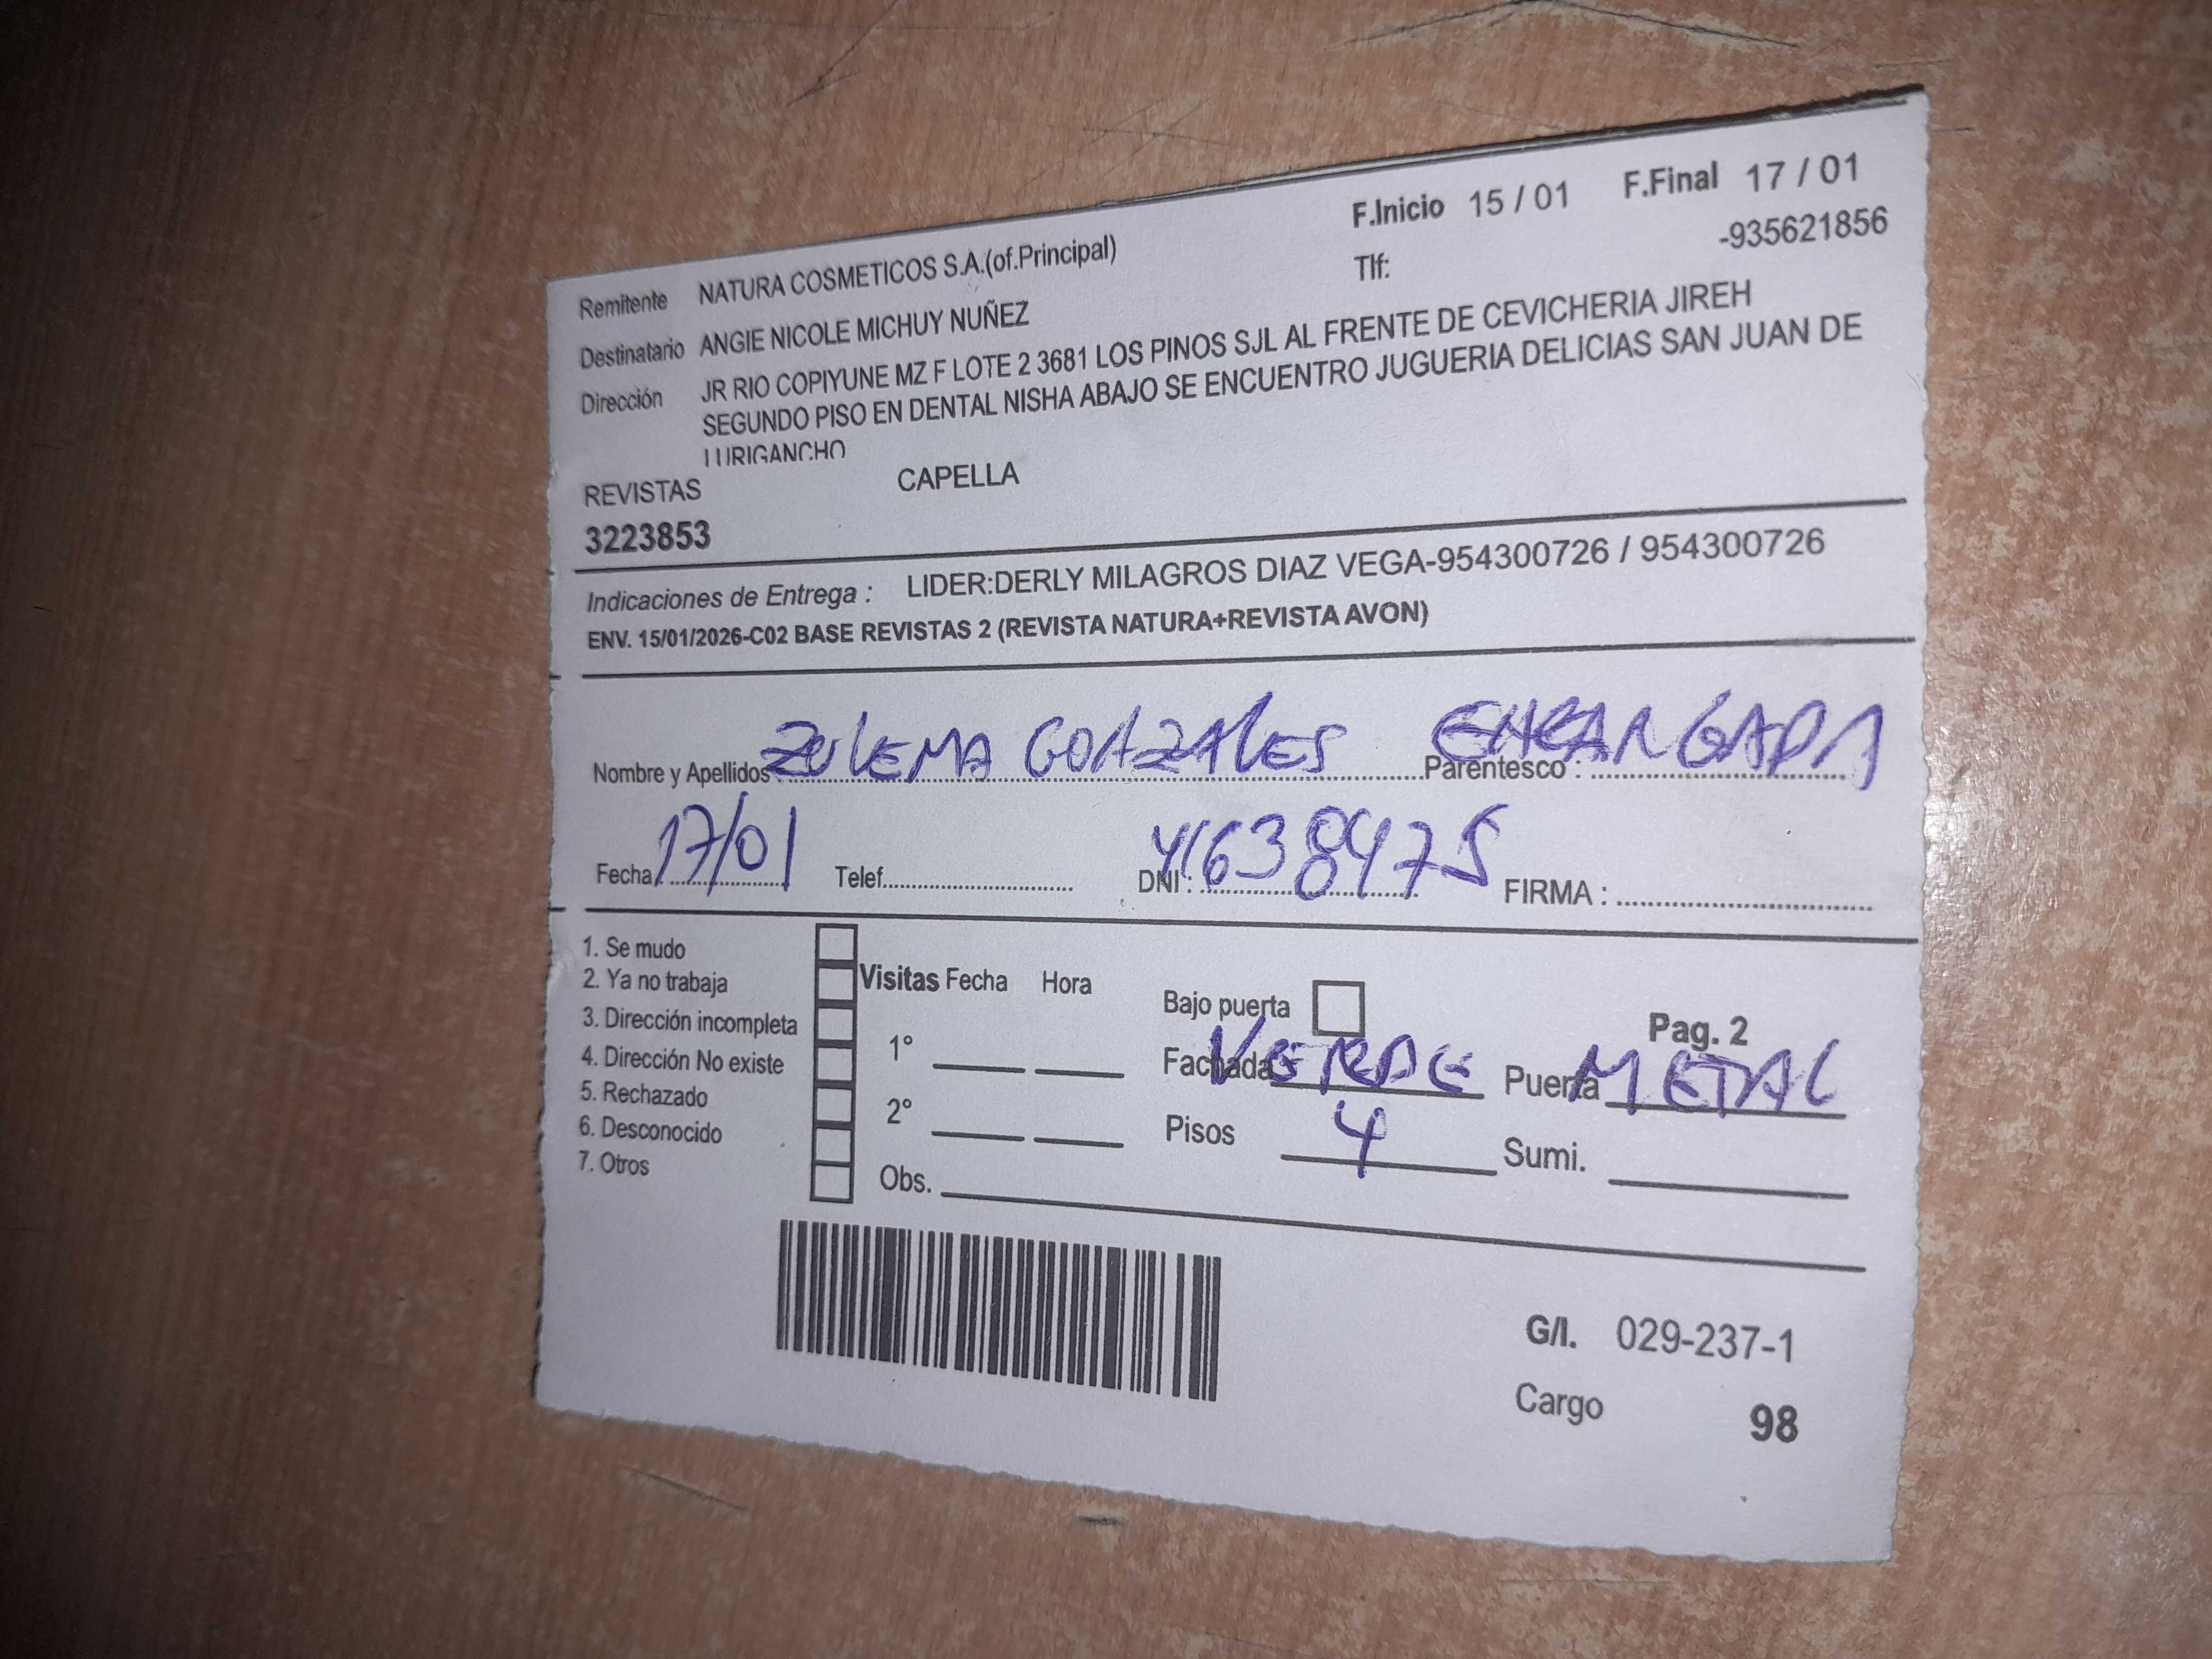 F.Inicio 15 / 01 F.Final 17 / 01
Remitente NATURA COSMETICOS S.A.(of.Principal) Tlf: -935621856
Destinatario ANGIE NICOLE MICHUY NUÑEZ
Dirección JR RIO COPIYUNE MZ F LOTE 2 3681 LOS PINOS SJL AL FRENTE DE CEVICHERIA JIREH
SEGUNDO PISO EN DENTAL NISHA ABAJO SE ENCUENTRO JUGUERIA DELICIAS SAN JUAN DE
LURIGANCHO
REVISTAS CAPELLA
3223853
Indicaciones de Entrega : LIDER:DERLY MILAGROS DIAZ VEGA-954300726 / 954300726
ENV. 15/01/2026-C02 BASE REVISTAS 2 (REVISTA NATURA+REVISTA AVON)
Nombre y Apellidos ZULEMA GONZALES Parentesco : ENCARGADA
Fecha : 17/01 Telef. DNI : 41638475 FIRMA :
1. Se mudo
2. Ya no trabaja
3. Dirección incompleta
4. Dirección No existe
5. Rechazado
6. Desconocido
7. Otros
Visitas Fecha Hora
1°
2°
Obs.
Bajo puerta
Pag. 2
Fachada VERDE Puerta METAL
Pisos 4 Sumi.
G/I. 029-237-1
Cargo 98